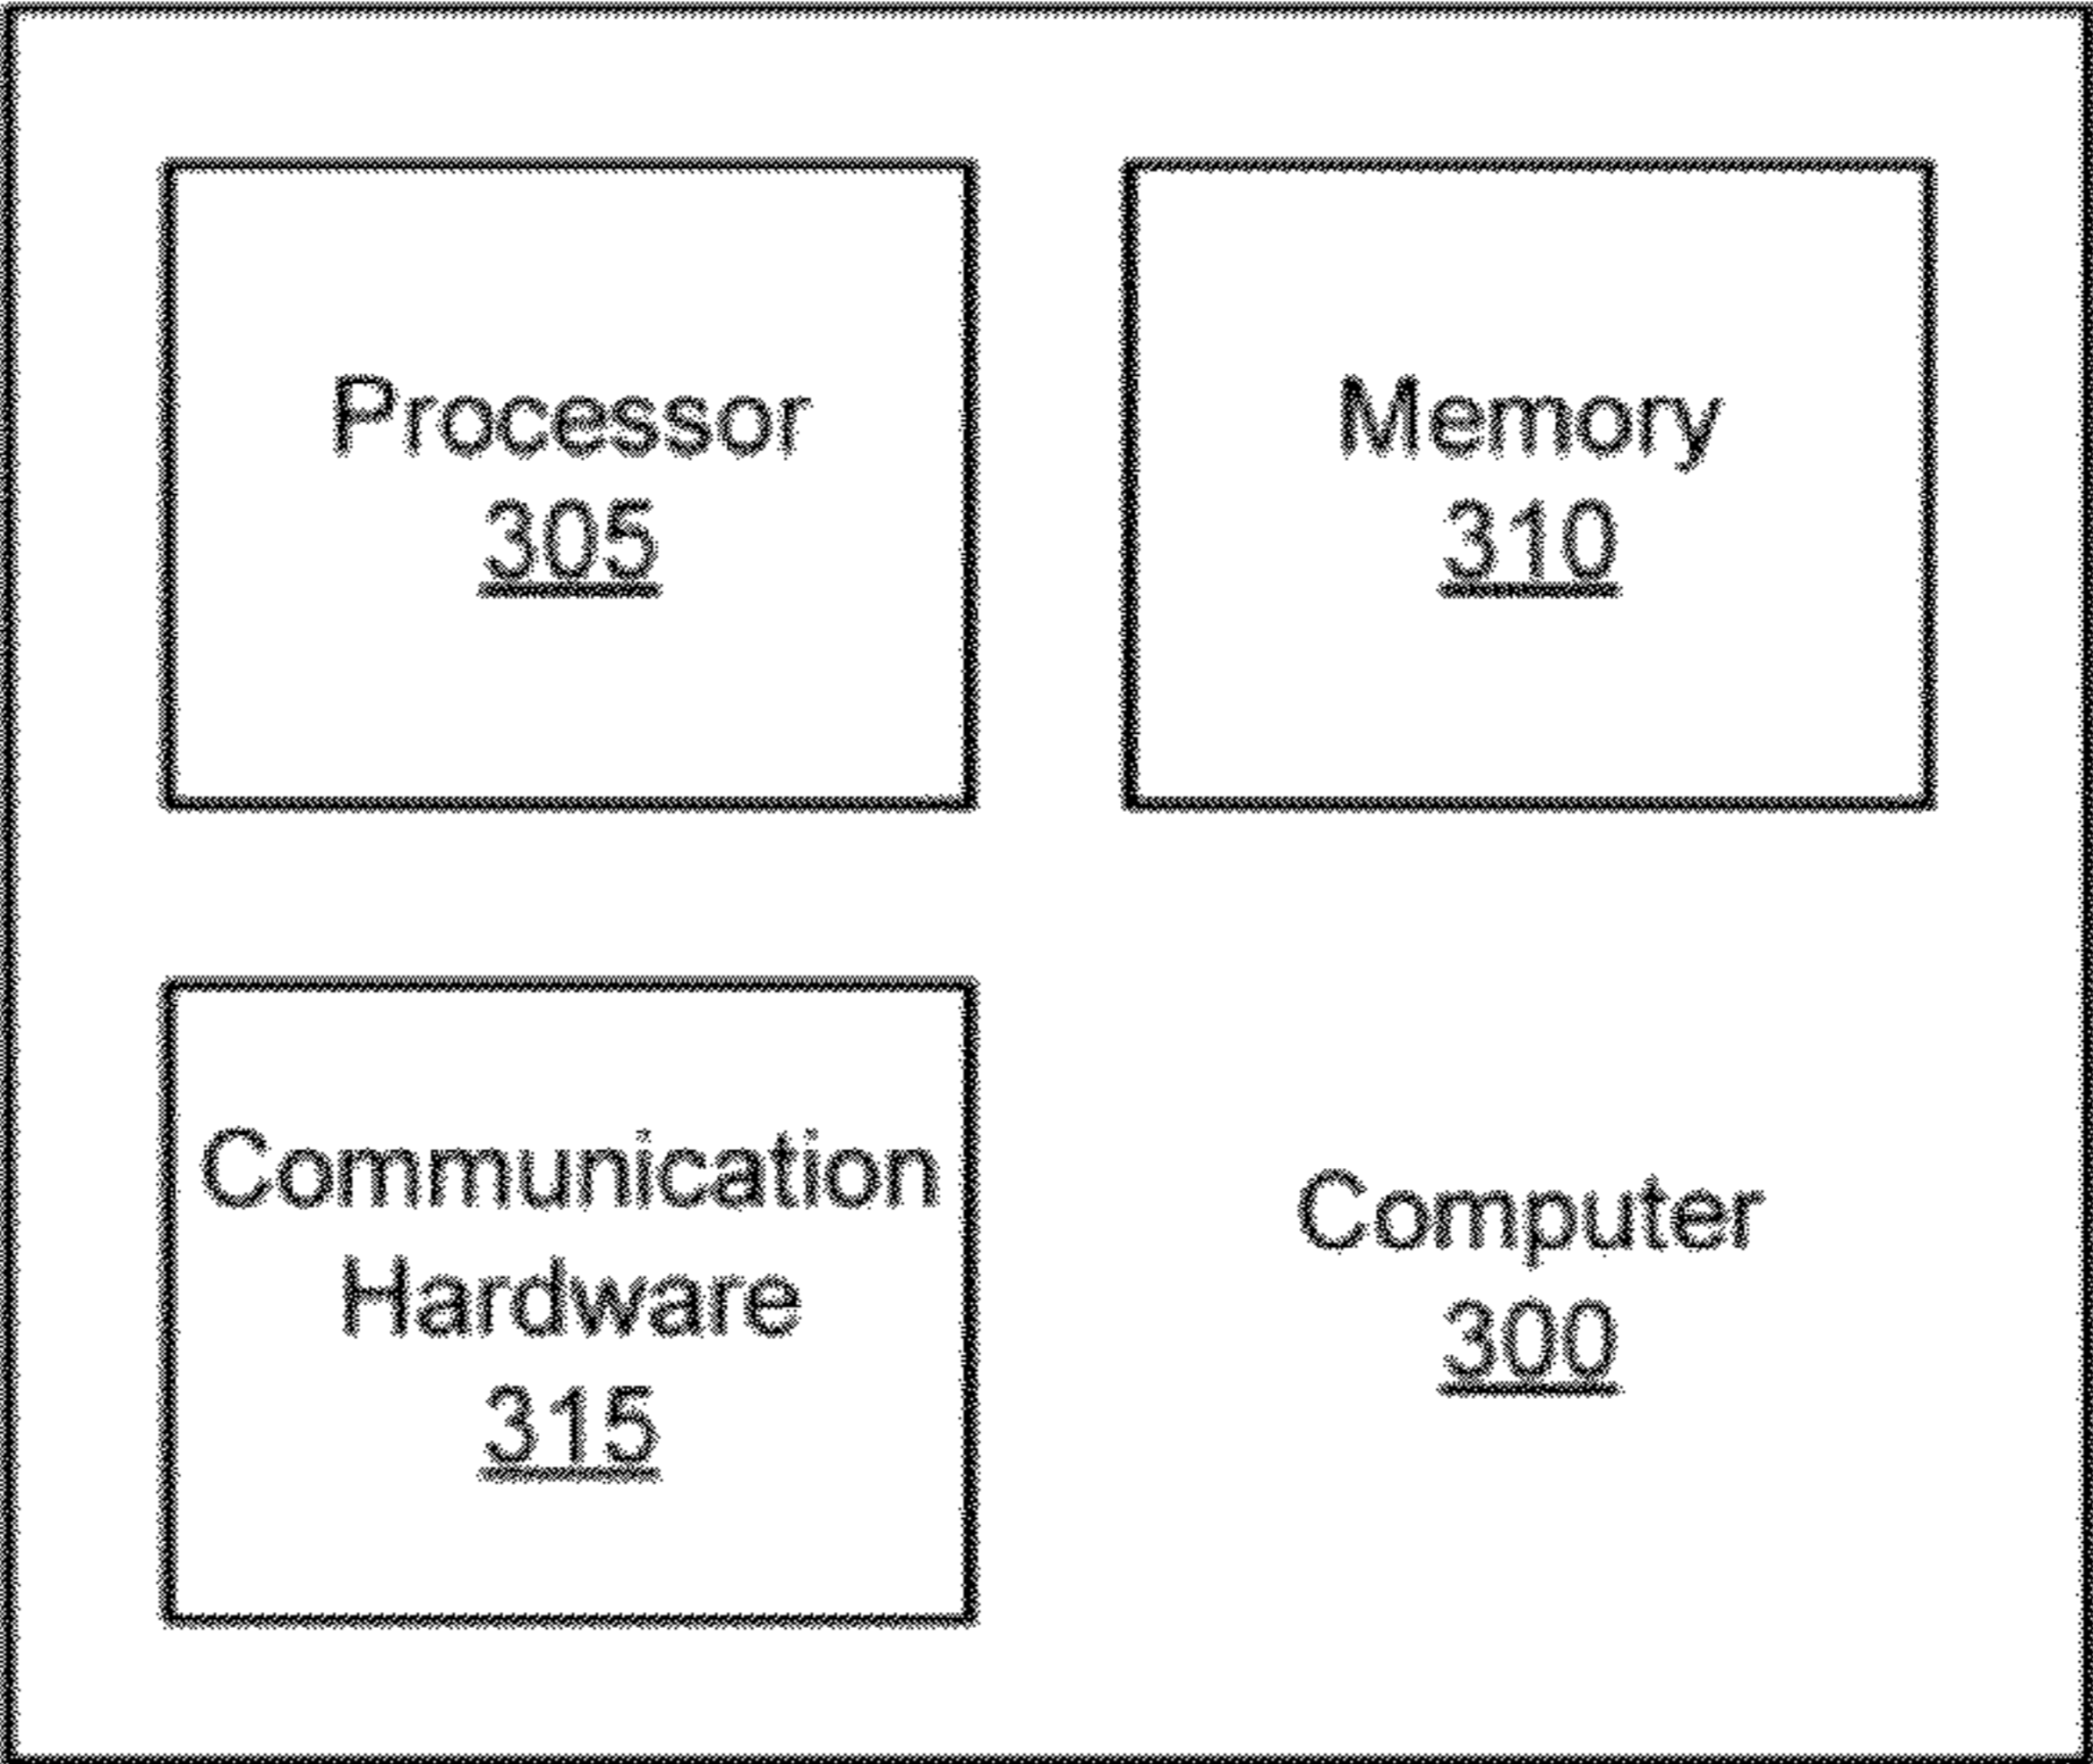 Processor
305
Memory
310
Communication
Hardware
315
Computer
300